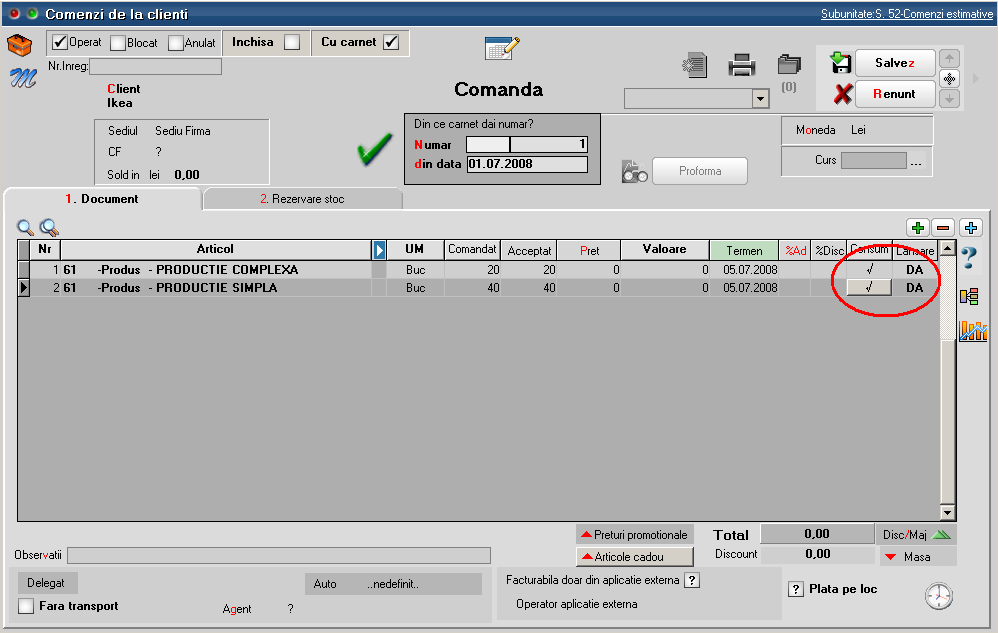 Comenzi de la clienti
Subunitate:S. 52-Comenzi estimative
Operat Blocat Anulat Inchisa Cu carnet
Nr.Inreg:
Client
Ikea
Comanda
(0)
Salvez
Renunt
Sediul Sediu Firma
CF ?
Sold in lei 0,00
Din ce carnet dai numar?
Numar 1
din data 01.07.2008
Proforma
Moneda Lei
Curs ...
1. Document 2. Rezervare stoc
Nr Articol UM Comandat Acceptat Pret Valoare Termen %Ad %Disc Consum Lansare
1 61 -Produs - PRODUCTIE COMPLEXA Buc 20 20 0 0 05.07.2008 √ DA
2 61 -Produs - PRODUCTIE SIMPLA Buc 40 40 0 0 05.07.2008 √ DA
Preturi promotionale Total 0,00 Disc/Maj
Observatii Articole cadou Discount 0,00 Masa
Delegat Auto ..nedefinit.. Facturabila doar din aplicatie externa ? ? Plata pe loc
Fara transport Agent ? Operator aplicatie externa